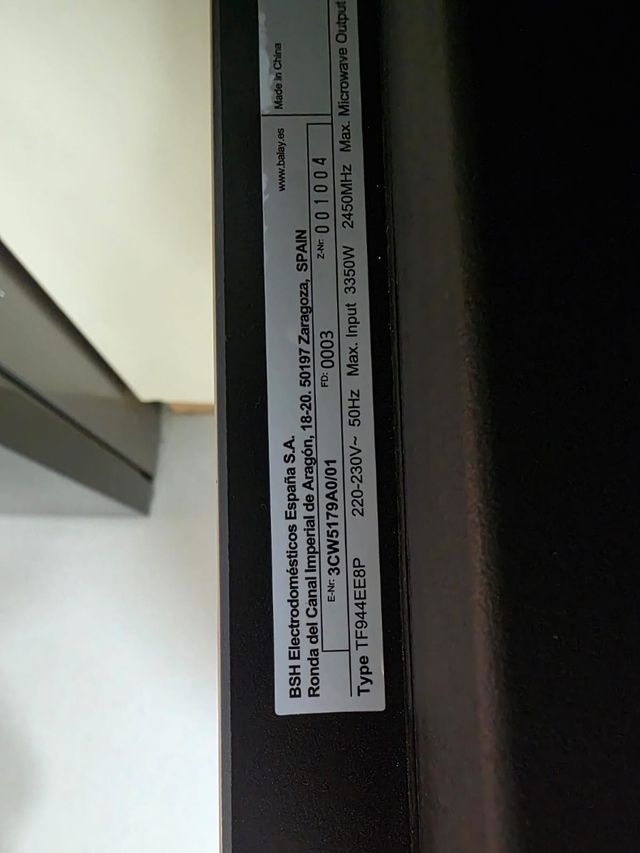 BSH Electrodomésticos España S.A.
Ronda del Canal Imperial de Aragón, 18-20. 50197 Zaragoza, SPAIN
www.balay.es
Made in China
E-Nr: 3CW5179A0/01 FD: 0003 Z-Nr: 001004
Type TF944EE8P 220-230V~ 50Hz Max. Input 3350W 2450MHz Max. Microwave Output